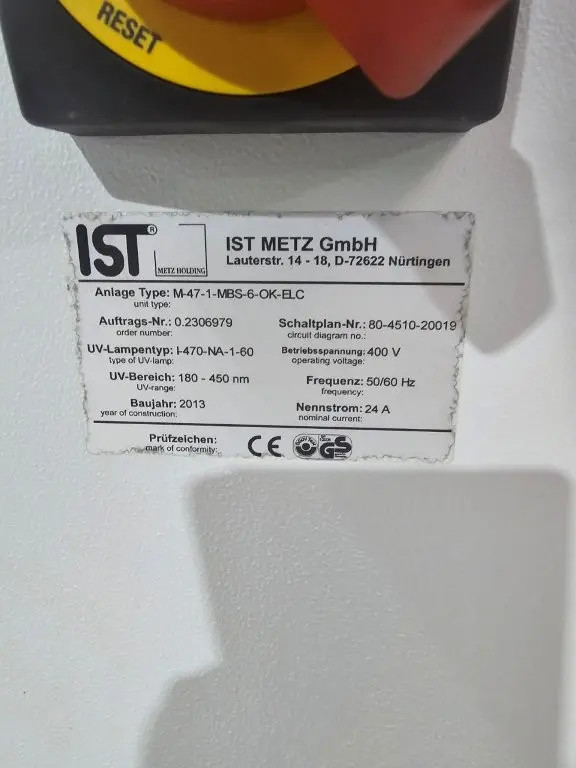 RESET
IST®
METZ HOLDING
IST METZ GmbH
Lauterstr. 14 - 18, D-72622 Nürtingen
Anlage Type: M-47-1-MBS-6-OK-ELC
unit type:
Auftrags-Nr.: 0.2306979
order number:
Schaltplan-Nr.: 80-4510-20019
circuit diagram no.:
UV-Lampentyp: I-470-NA-1-60
type of UV-lamp:
Betriebsspannung: 400 V
operating voltage:
UV-Bereich: 180 - 450 nm
UV-range:
Frequenz: 50/60 Hz
frequency:
Baujahr: 2013
year of construction:
Nennstrom: 24 A
nominal current:
Prüfzeichen:
mark of conformity:
CE
GS